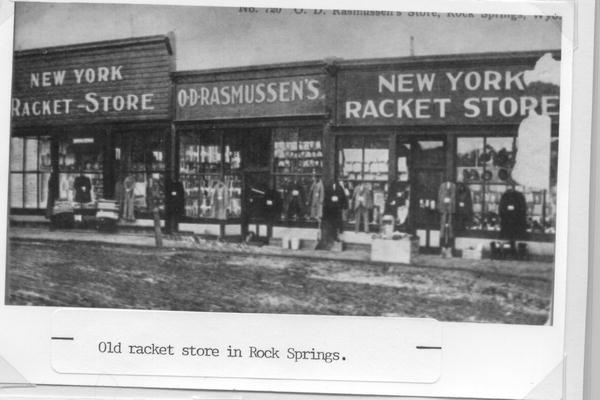 No. 720 O. D. Rasmussen's Store, Rock Springs, Wyo.
NEW YORK
RACKET-STORE
O·D·RASMUSSEN'S
NEW YORK
RACKET STORE
Old racket store in Rock Springs.